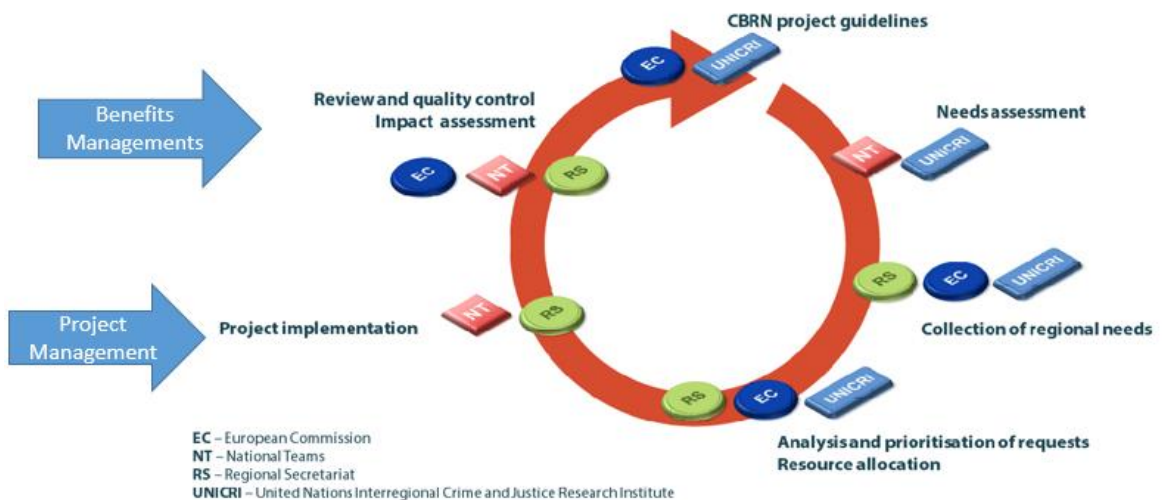 CBRN project guidelines
EC
UNICRI
Benefits
Managements
Review and quality control
Impact assessment
EC
NT
RS
Needs assessment
NT
UNICRI
RS
EC
UNICRI
Collection of regional needs
Project
Management
Project implementation
NT
RS
RS
EC
UNICRI
Analysis and prioritisation of requests
Resource allocation
EC – European Commission
NT – National Teams
RS – Regional Secretariat
UNICRI – United Nations Interregional Crime and Justice Research Institute